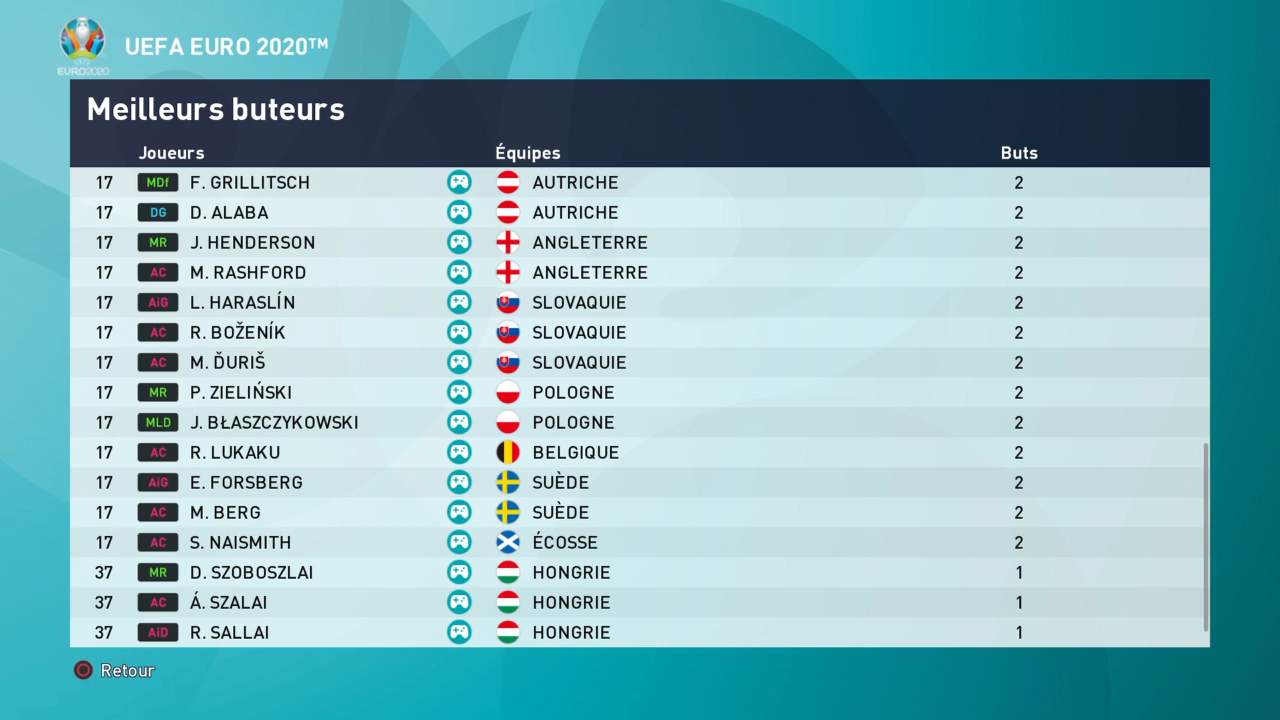 UEFA EURO 2020™
EURO2020
Meilleurs buteurs
Joueurs Équipes Buts
17 MDf F. GRILLITSCH AUTRICHE 2
17 DG D. ALABA AUTRICHE 2
17 MR J. HENDERSON ANGLETERRE 2
17 AC M. RASHFORD ANGLETERRE 2
17 AiG L. HARASLÍN SLOVAQUIE 2
17 AC R. BOŽENÍK SLOVAQUIE 2
17 AC M. ĎURIŠ SLOVAQUIE 2
17 MR P. ZIELIŃSKI POLOGNE 2
17 MLD J. BŁASZCZYKOWSKI POLOGNE 2
17 AC R. LUKAKU BELGIQUE 2
17 AiG E. FORSBERG SUÈDE 2
17 AC M. BERG SUÈDE 2
17 AC S. NAISMITH ÉCOSSE 2
37 MR D. SZOBOSZLAI HONGRIE 1
37 AC Á. SZALAI HONGRIE 1
37 AiD R. SALLAI HONGRIE 1
Retour